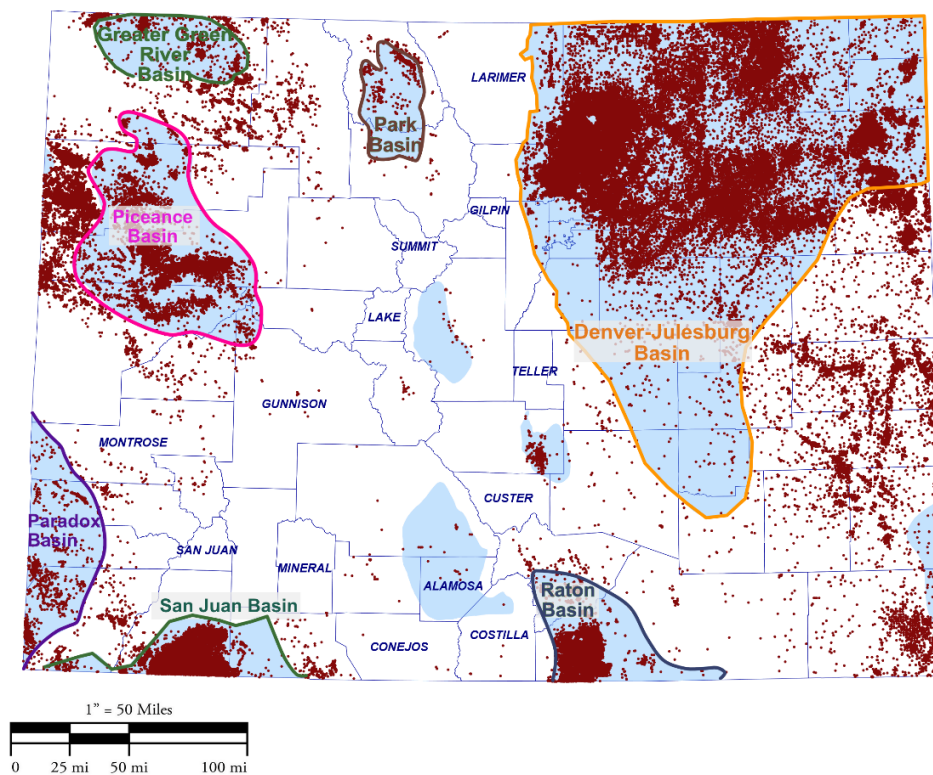 Greater Green
River
Basin
LARIMER
Park
Basin
Piceance
Basin
GILPIN
SUMMIT
LAKE
Denver-Julesburg
Basin
TELLER
GUNNISON
MONTROSE
CUSTER
Paradox
Basin
SAN JUAN
MINERAL
ALAMOSA
Raton
Basin
San Juan Basin
COSTILLA
CONEJOS
1” = 50 Miles
0 25 mi 50 mi 100 mi